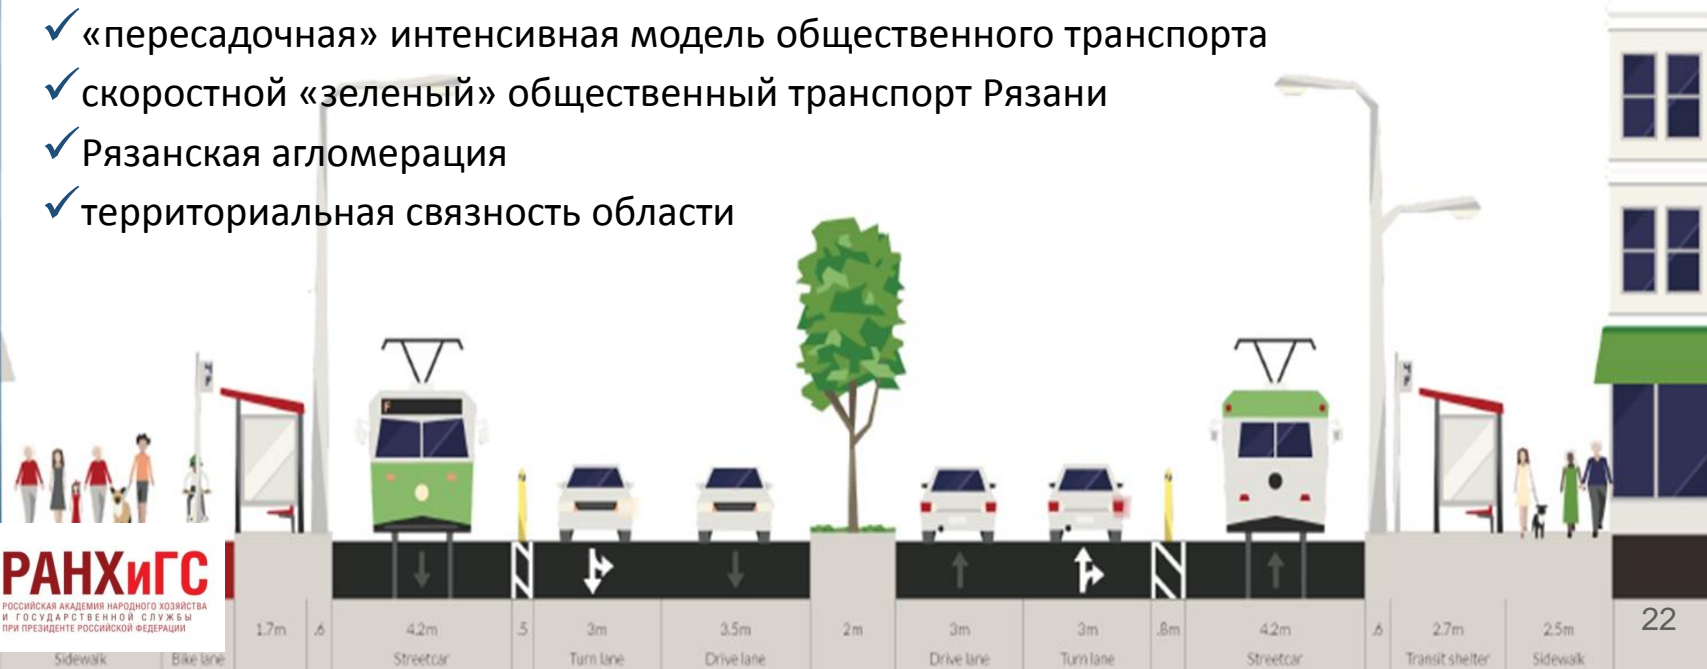 «пересадочная» интенсивная модель общественного транспорта
скоростной «зеленый» общественный транспорт Рязани
Рязанская агломерация
территориальная связность области
F
РАНХиГС
РОССИЙСКАЯ АКАДЕМИЯ НАРОДНОГО ХОЗЯЙСТВА
И ГОСУДАРСТВЕННОЙ СЛУЖБЫ
ПРИ ПРЕЗИДЕНТЕ РОССИЙСКОЙ ФЕДЕРАЦИИ
1.7m .6 4.2m .5 3m 3.5m 2m 3m 3m .8m 4.2m .6 2.7m 2.5m
22
Sidewalk Bike lane Streetcar Turn lane Drive lane Drive lane Turn lane Streetcar Transit shelter Sidewalk